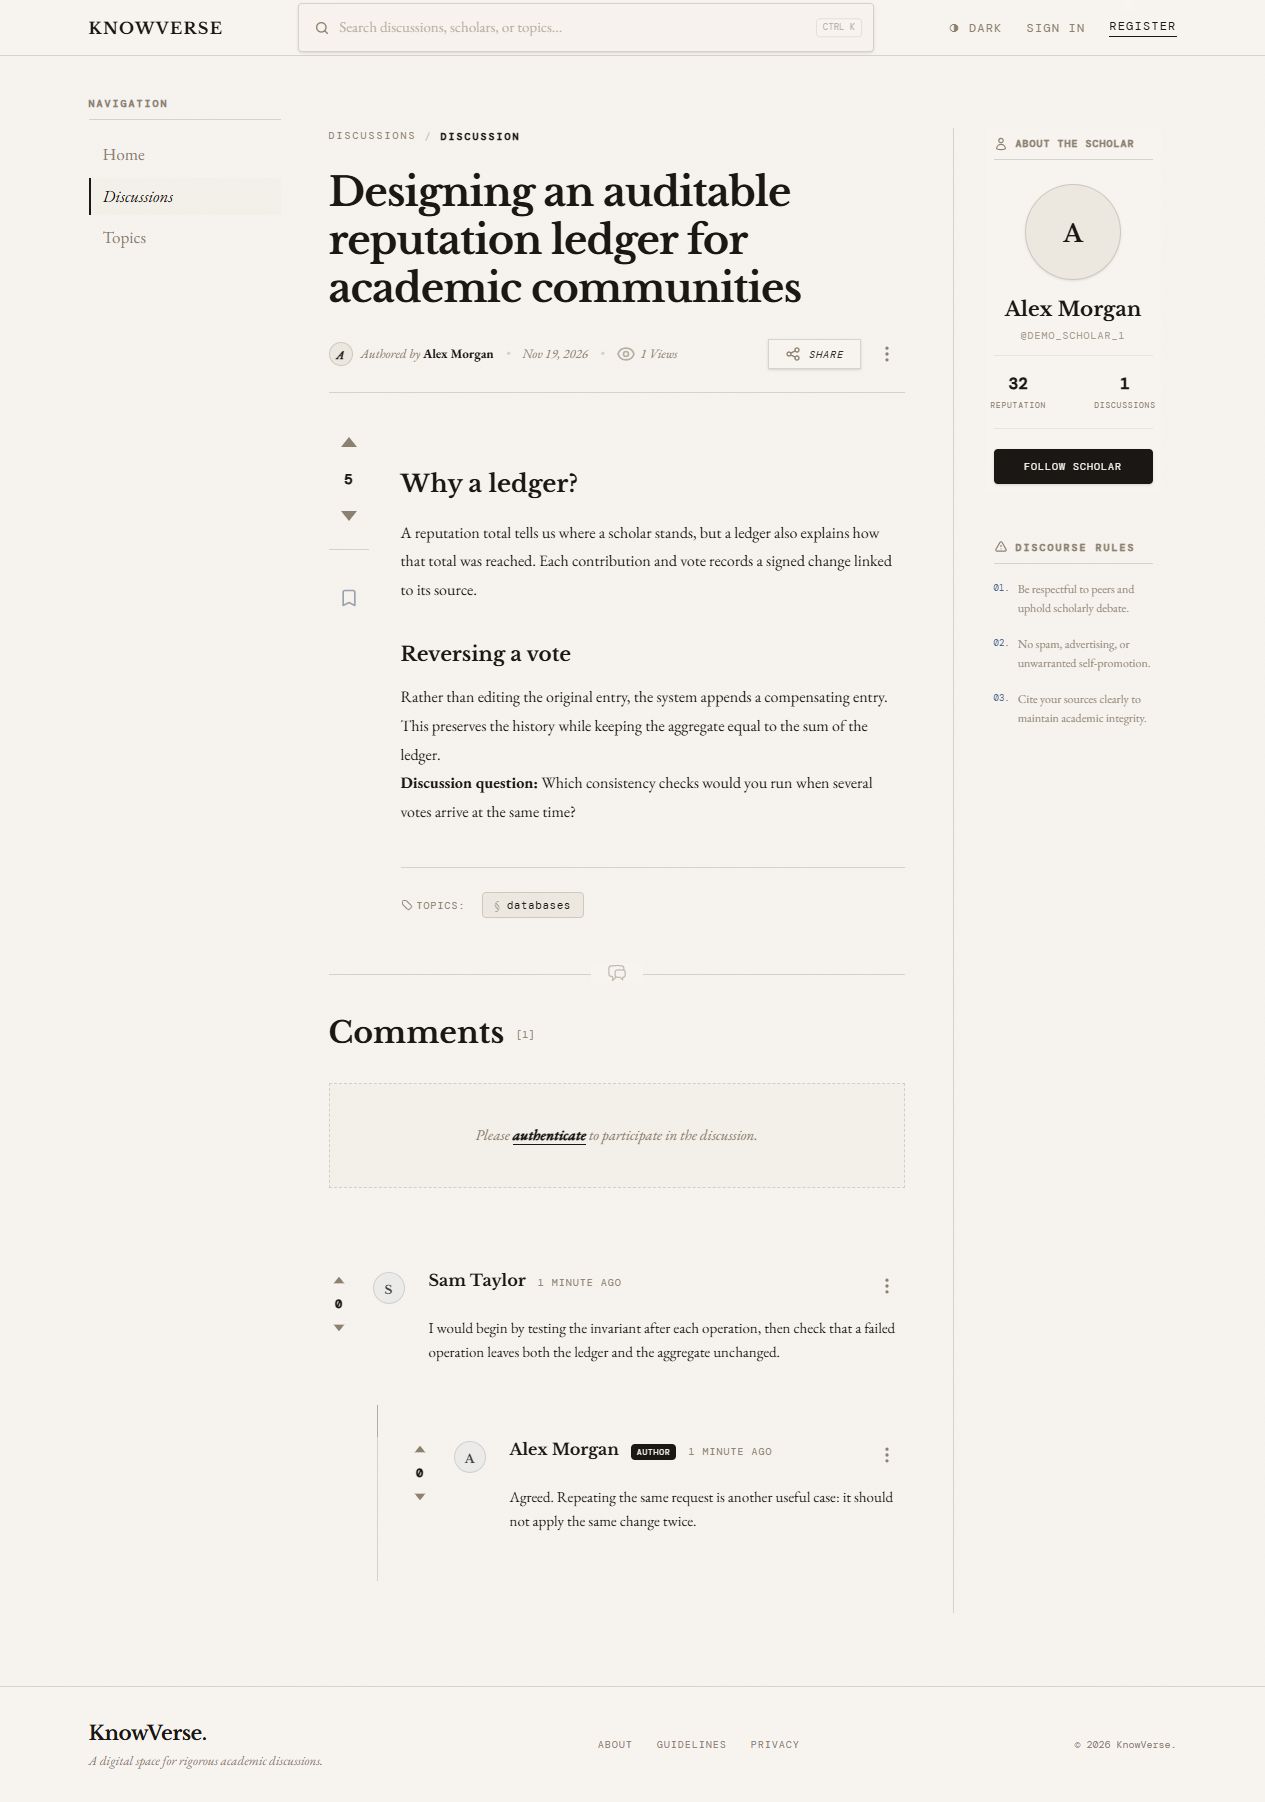 KNOWVERSE
Search discussions, scholars, or topics...
CTRL K
DARK
SIGN IN
REGISTER
NAVIGATION
Home
Discussions
Topics
DISCUSSIONS / DISCUSSION
Designing an auditable
reputation ledger for
academic communities
A
Authored by Alex Morgan • Nov 19, 2026 • 1 Views
SHARE
5
Why a ledger?
A reputation total tells us where a scholar stands, but a ledger also explains how
that total was reached. Each contribution and vote records a signed change linked
to its source.
Reversing a vote
Rather than editing the original entry, the system appends a compensating entry.
This preserves the history while keeping the aggregate equal to the sum of the
ledger.
Discussion question: Which consistency checks would you run when several
votes arrive at the same time?
TOPICS:
§ databases
Comments [1]
Please authenticate to participate in the discussion.
0
S
Sam Taylor 1 MINUTE AGO
I would begin by testing the invariant after each operation, then check that a failed
operation leaves both the ledger and the aggregate unchanged.
0
A
Alex Morgan AUTHOR 1 MINUTE AGO
Agreed. Repeating the same request is another useful case: it should
not apply the same change twice.
ABOUT THE SCHOLAR
A
Alex Morgan
@DEMO_SCHOLAR_1
32
REPUTATION
1
DISCUSSIONS
FOLLOW SCHOLAR
DISCOURSE RULES
01. Be respectful to peers and
uphold scholarly debate.
02. No spam, advertising, or
unwarranted self-promotion.
03. Cite your sources clearly to
maintain academic integrity.
KnowVerse.
A digital space for rigorous academic discussions.
ABOUT
GUIDELINES
PRIVACY
© 2026 KnowVerse.